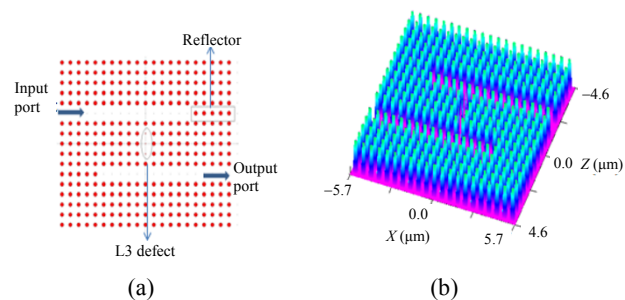 Reflector
Input
port
Output
port
L3 defect
(a)
−4.6
0.0
Z (μm)
−5.7
0.0
X (μm)
5.7
4.6
(b)